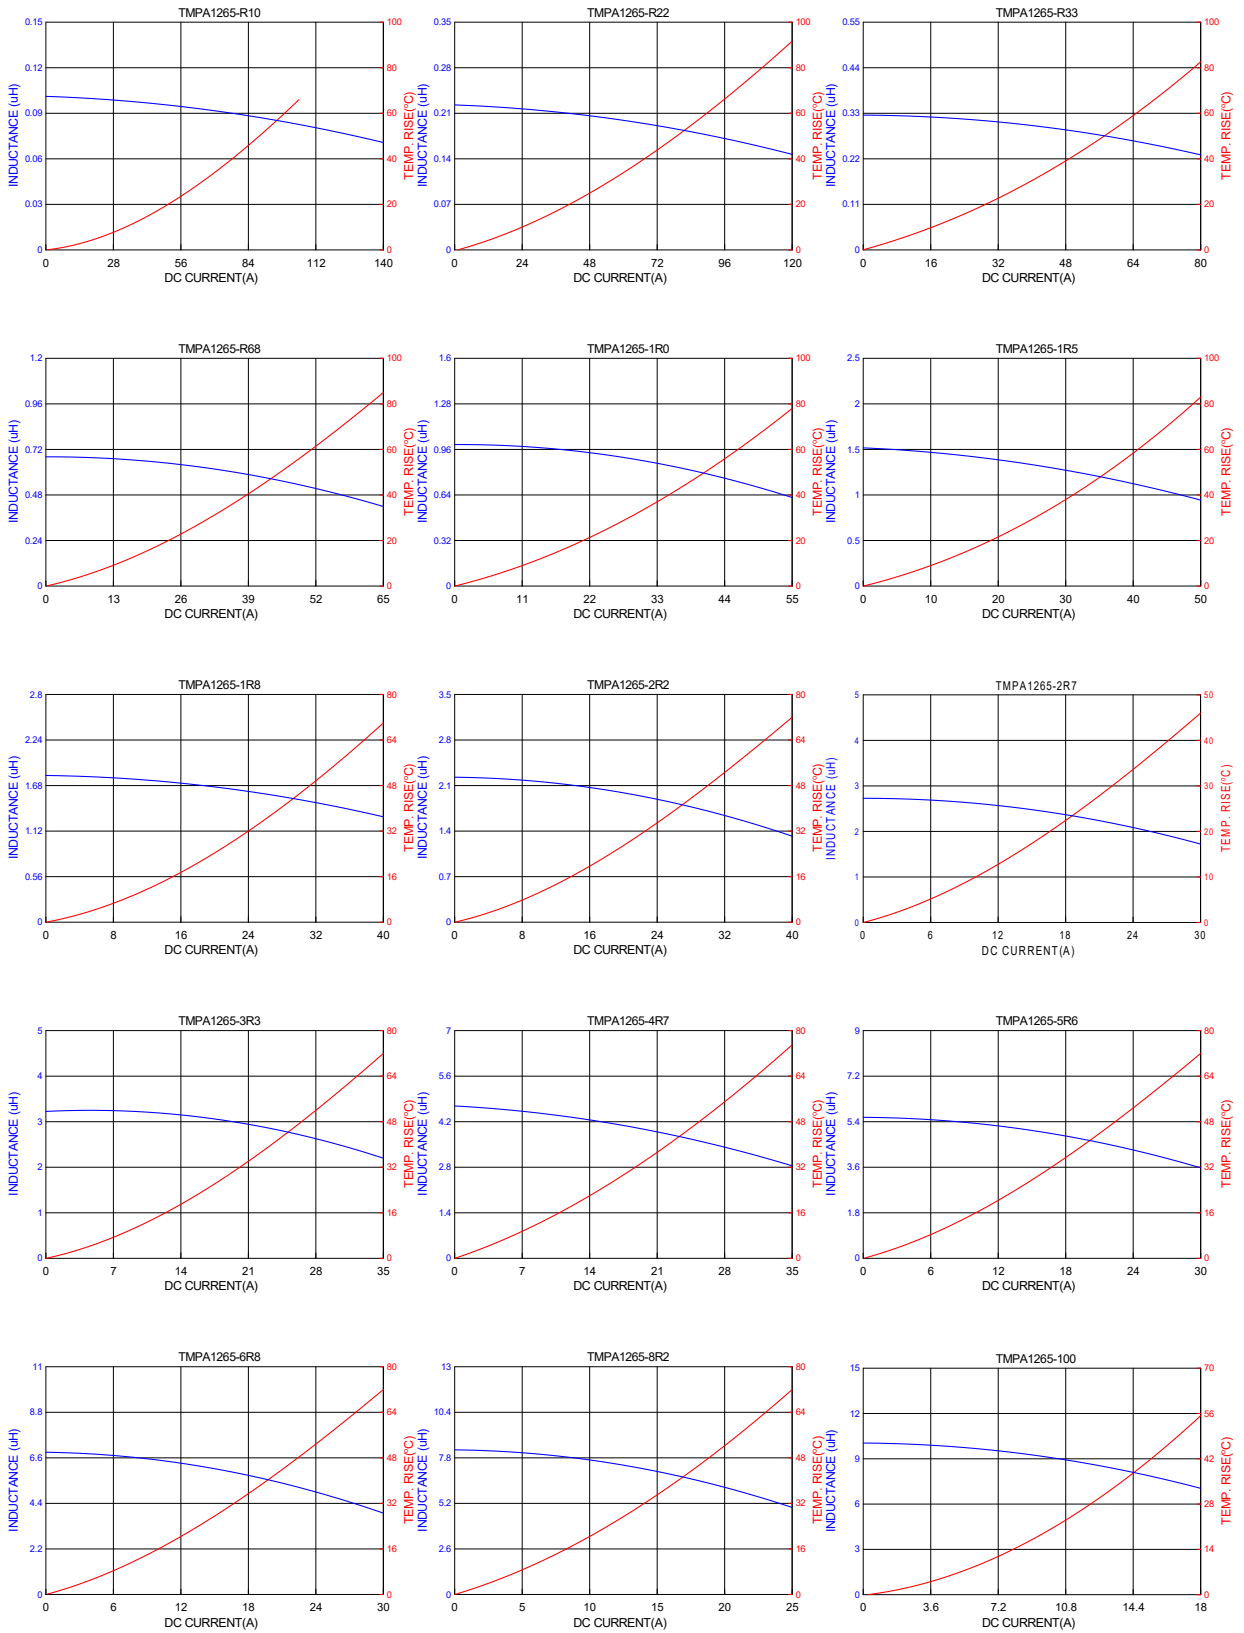 TMPA1265-R10
0.15
0.12
0.09
0.06
0.03
0
INDUCTANCE (uH)
100
80
60
40
20
0
TEMP. RISE(ºC)
0 28 56 84 112 140
DC CURRENT(A)
TMPA1265-R22
0.35
0.28
0.21
0.14
0.07
0
INDUCTANCE (uH)
100
80
60
40
20
0
TEMP. RISE(ºC)
0 24 48 72 96 120
DC CURRENT(A)
TMPA1265-R33
0.55
0.44
0.33
0.22
0.11
0
INDUCTANCE (uH)
100
80
60
40
20
0
TEMP. RISE(ºC)
0 16 32 48 64 80
DC CURRENT(A)
TMPA1265-R68
1.2
0.96
0.72
0.48
0.24
0
INDUCTANCE (uH)
100
80
60
40
20
0
TEMP. RISE(ºC)
0 13 26 39 52 65
DC CURRENT(A)
TMPA1265-1R0
1.6
1.28
0.96
0.64
0.32
0
INDUCTANCE (uH)
100
80
60
40
20
0
TEMP. RISE(ºC)
0 11 22 33 44 55
DC CURRENT(A)
TMPA1265-1R5
2.5
2
1.5
1
0.5
0
INDUCTANCE (uH)
100
80
60
40
20
0
TEMP. RISE(ºC)
0 10 20 30 40 50
DC CURRENT(A)
TMPA1265-1R8
2.8
2.24
1.68
1.12
0.56
0
INDUCTANCE (uH)
80
64
48
32
16
0
TEMP. RISE(ºC)
0 8 16 24 32 40
DC CURRENT(A)
TMPA1265-2R2
3.5
2.8
2.1
1.4
0.7
0
INDUCTANCE (uH)
80
64
48
32
16
0
TEMP. RISE(ºC)
0 8 16 24 32 40
DC CURRENT(A)
TMPA1265-2R7
5
4
3
2
1
0
INDUCTANCE (uH)
50
40
30
20
10
0
TEMP. RISE(ºC)
0 6 12 18 24 30
DC CURRENT(A)
TMPA1265-3R3
5
4
3
2
1
0
INDUCTANCE (uH)
80
64
48
32
16
0
TEMP. RISE(ºC)
0 7 14 21 28 35
DC CURRENT(A)
TMPA1265-4R7
7
5.6
4.2
2.8
1.4
0
INDUCTANCE (uH)
80
64
48
32
16
0
TEMP. RISE(ºC)
0 7 14 21 28 35
DC CURRENT(A)
TMPA1265-5R6
9
7.2
5.4
3.6
1.8
0
INDUCTANCE (uH)
80
64
48
32
16
0
TEMP. RISE(ºC)
0 6 12 18 24 30
DC CURRENT(A)
TMPA1265-6R8
11
8.8
6.6
4.4
2.2
0
INDUCTANCE (uH)
80
64
48
32
16
0
TEMP. RISE(ºC)
0 6 12 18 24 30
DC CURRENT(A)
TMPA1265-8R2
13
10.4
7.8
5.2
2.6
0
INDUCTANCE (uH)
80
64
48
32
16
0
TEMP. RISE(ºC)
0 5 10 15 20 25
DC CURRENT(A)
TMPA1265-100
15
12
9
6
3
0
INDUCTANCE (uH)
70
56
42
28
14
0
TEMP. RISE(ºC)
0 3.6 7.2 10.8 14.4 18
DC CURRENT(A)